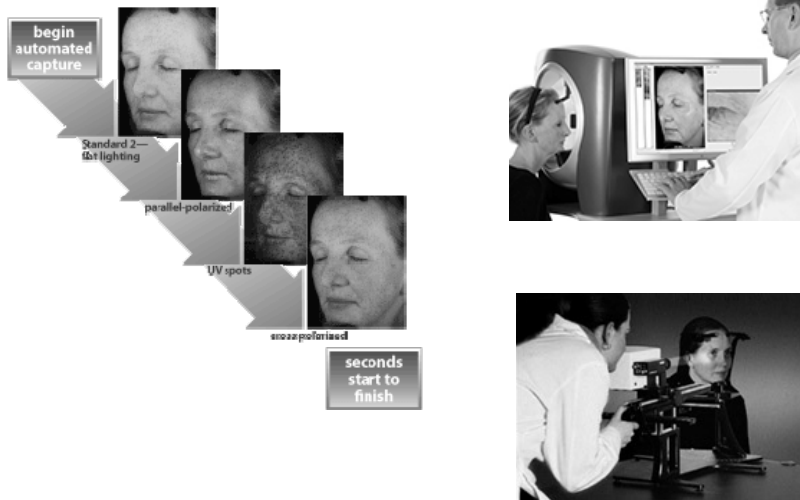 begin
automated
capture
Standard 2—
flat lighting
parallel-polarized
UV spots
cross-polarized
seconds
start to
finish